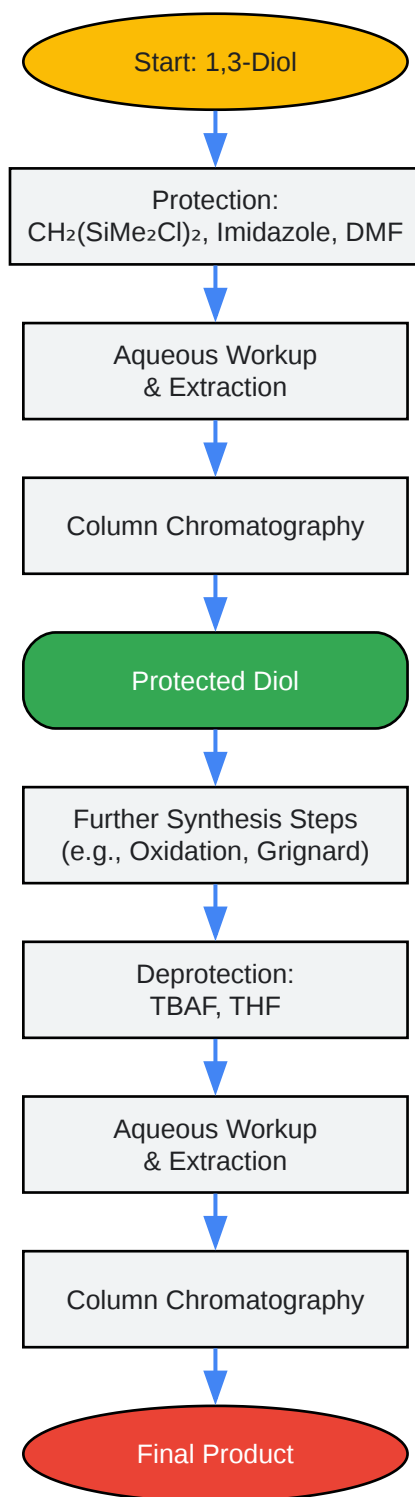 Start: 1,3-Diol
Protection:
CH₂(SiMe₂Cl)₂, Imidazole, DMF
Aqueous Workup
& Extraction
Column Chromatography
Protected Diol
Further Synthesis Steps
(e.g., Oxidation, Grignard)
Deprotection:
TBAF, THF
Aqueous Workup
& Extraction
Column Chromatography
Final Product